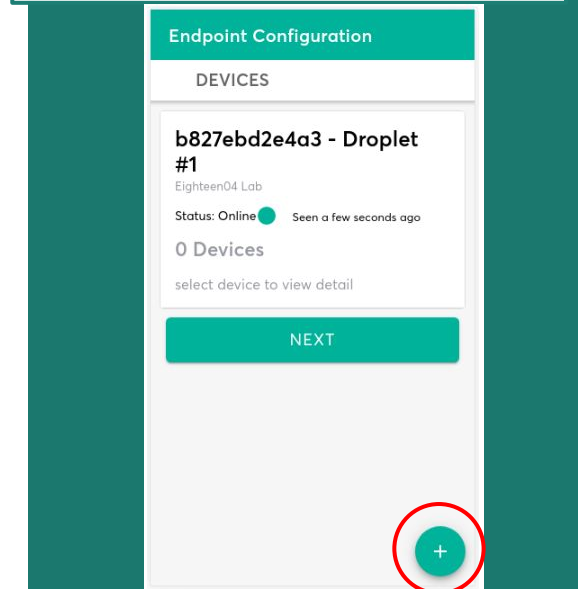 Endpoint Configuration
DEVICES
b827ebd2e4a3 - Droplet
#1
Eighteen04 Lab
Status: Online Seen a few seconds ago
0 Devices
select device to view detail
NEXT
+